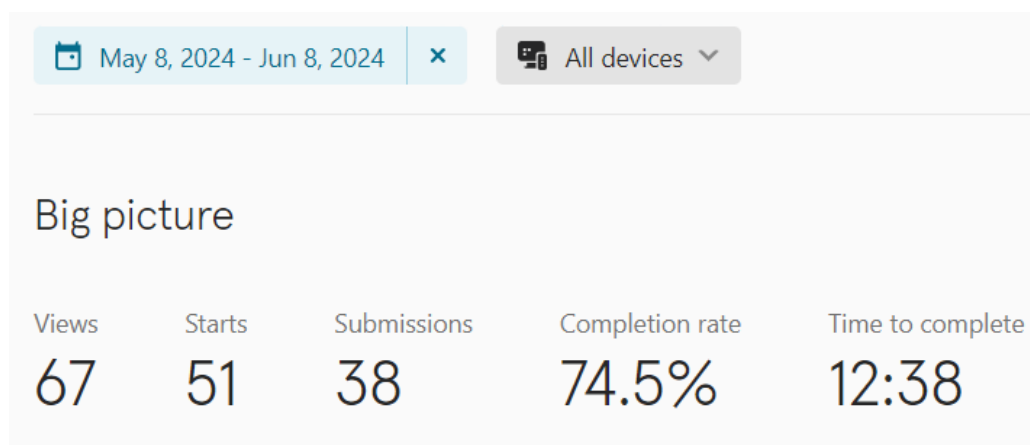 May 8, 2024 - Jun 8, 2024 × All devices
Big picture
Views Starts Submissions Completion rate Time to complete
67 51 38 74.5% 12:38